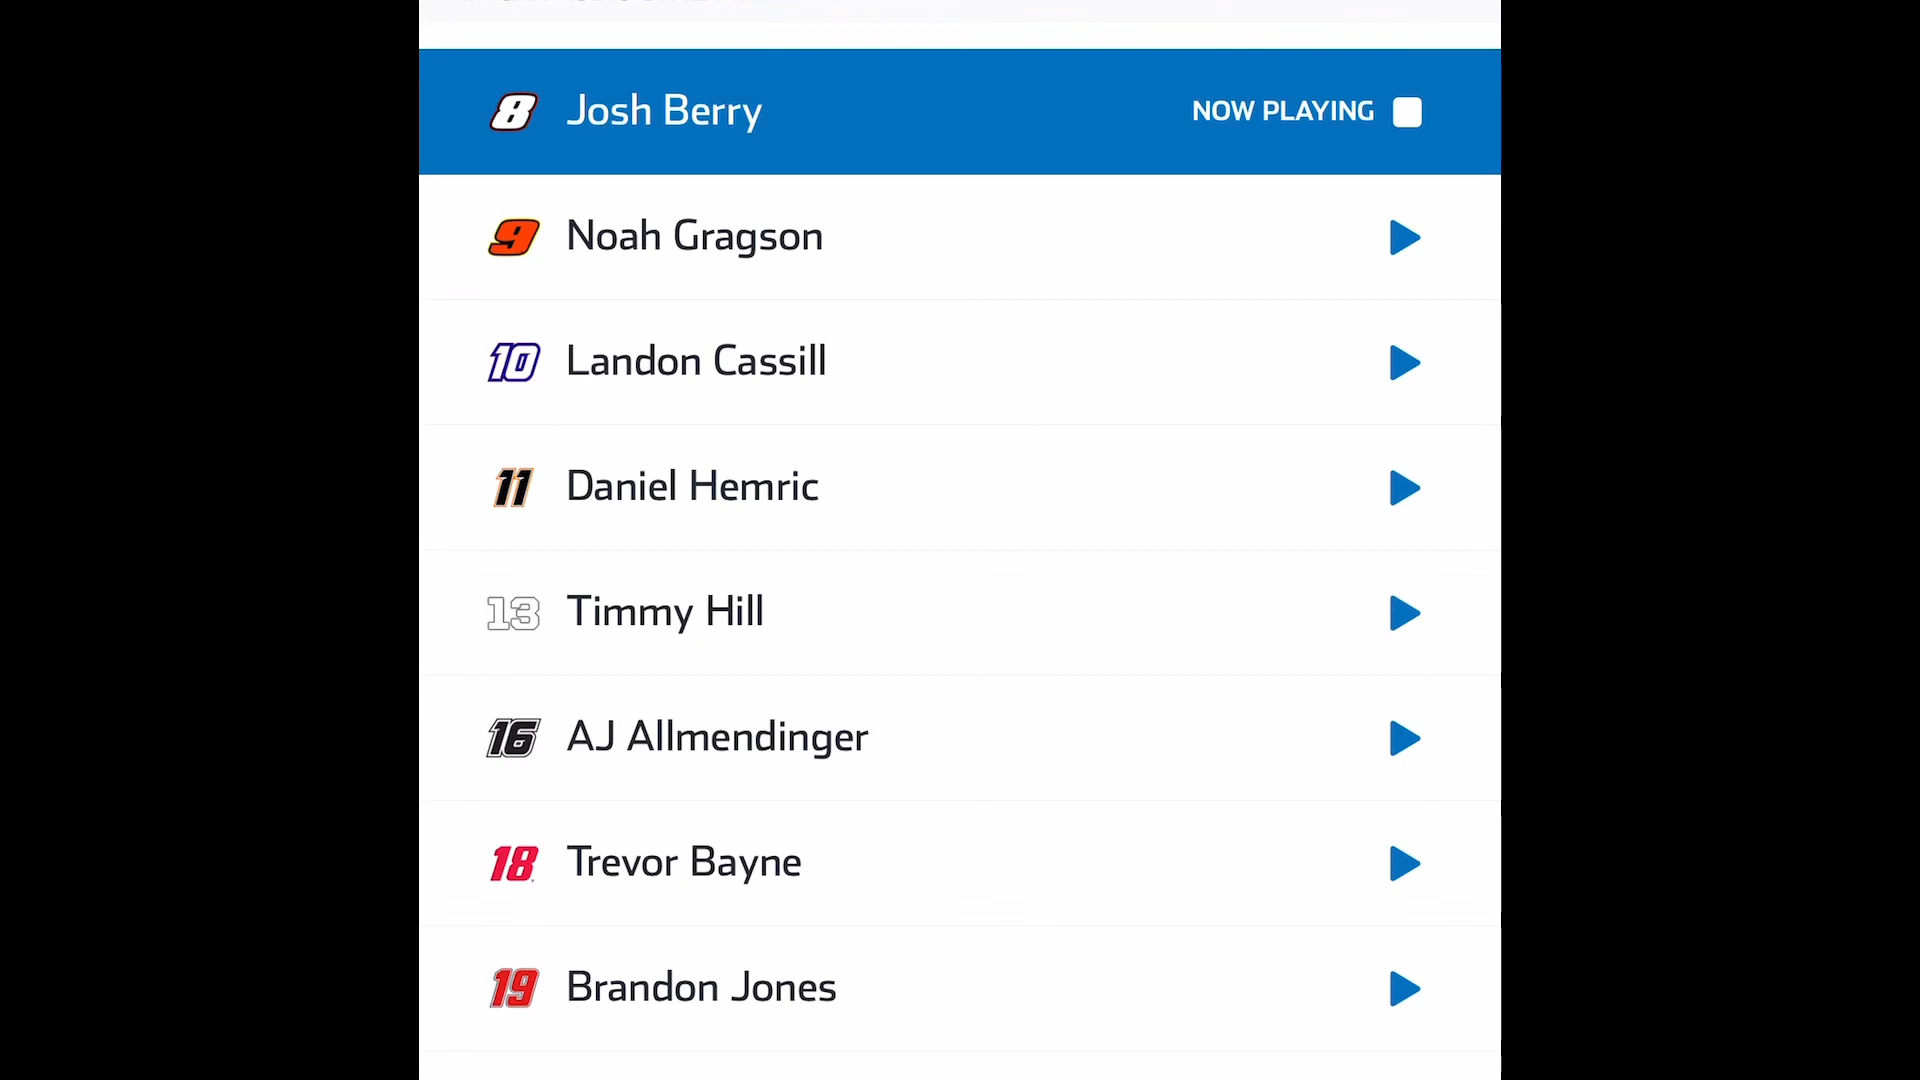 8 Josh Berry NOW PLAYING
9 Noah Gragson
10 Landon Cassill
11 Daniel Hemric
13 Timmy Hill
16 AJ Allmendinger
18 Trevor Bayne
19 Brandon Jones